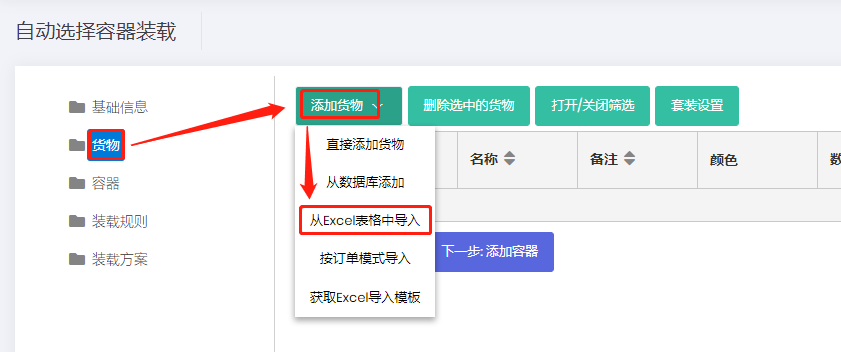 自动选择容器装载
基础信息
货物
容器
装载规则
装载方案
添加货物 删除选中的货物 打开/关闭筛选 套装设置
直接添加货物
从数据库添加
从Excel表格中导入
按订单模式导入
获取Excel导入模板
名称 备注 颜色
下一步: 添加容器